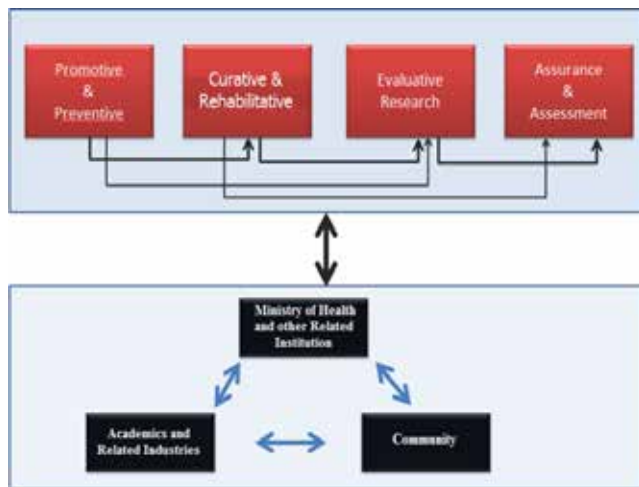 Promotive
&
Preventive
Curative &
Rehabilitative
Evaluative
Research
Assurance
&
Assessment
Ministry of Health
and other Related
Institution
Academics and
Related Industries
Community